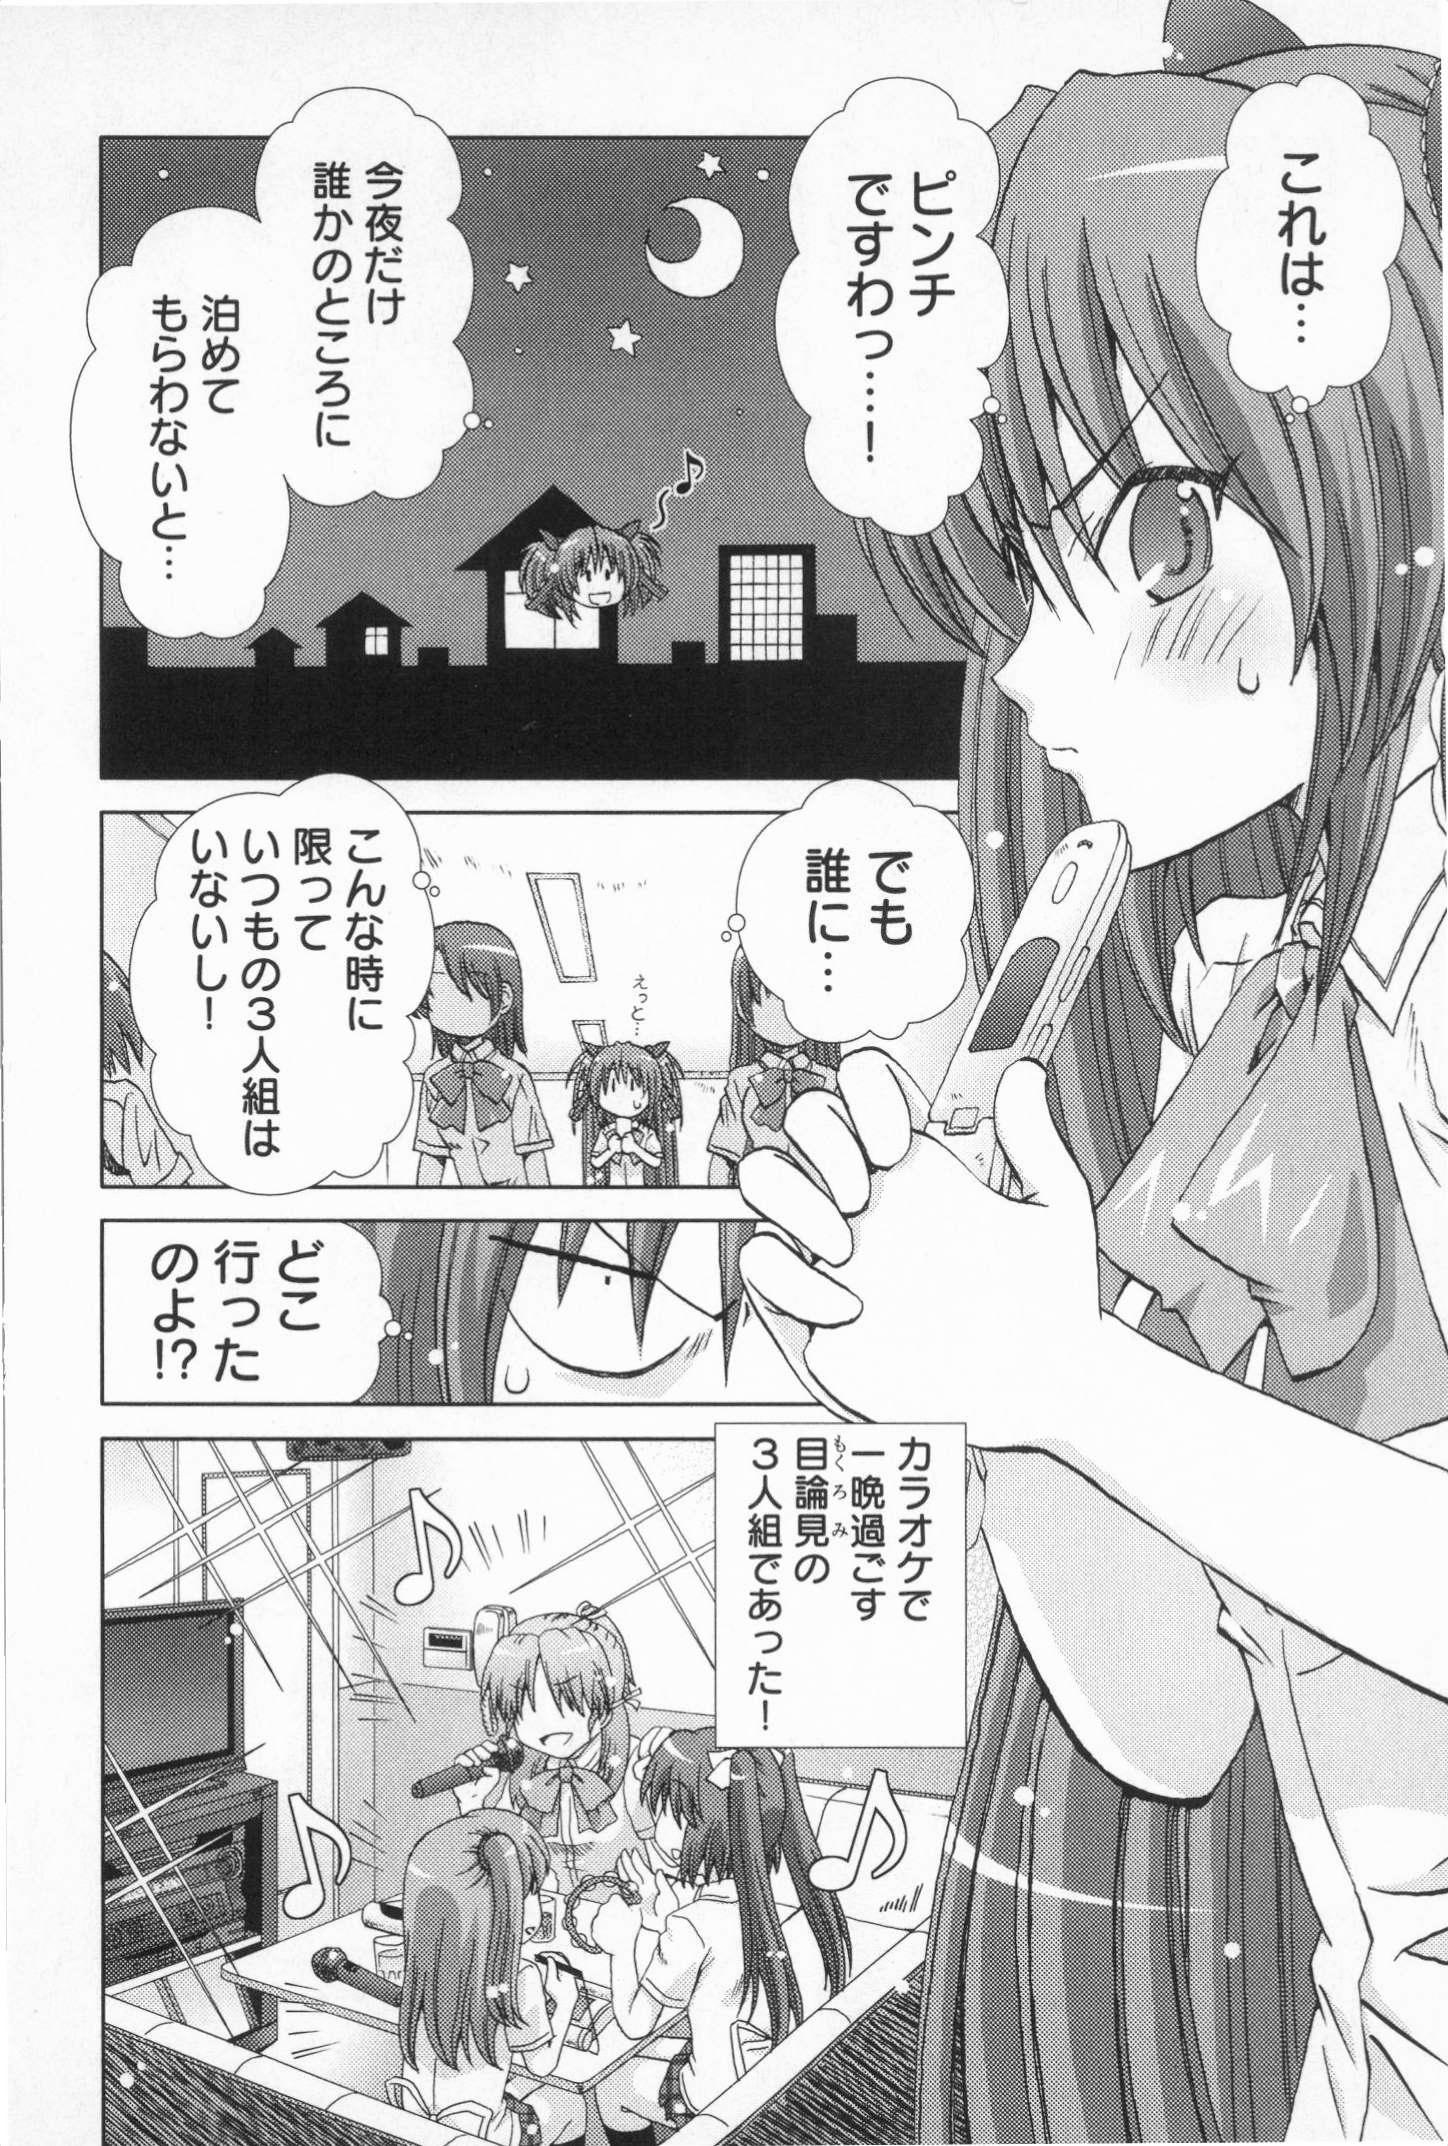 これは…
ピンチ
ですわっ…！
今夜だけ
誰かのところに
泊めて
もらわないと…
でも
誰に…
えっと…
こんな時に
限って
いつもの３人組は
いないし！
どこ
行った
のよ!?
カラオケで
一晩過ごす
目論見の
もくろみ
３人組であった！